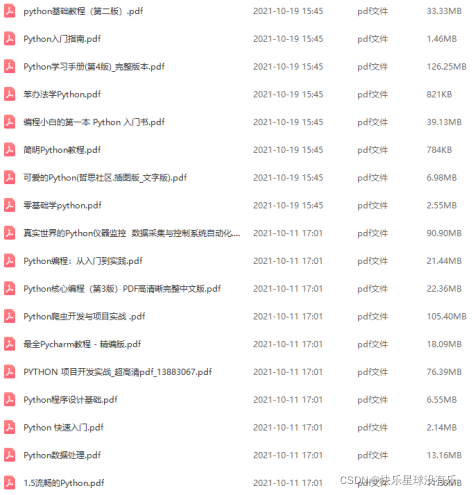 python基础教程（第二版）.pdf 2021-10-19 15:45 pdf文件 33.33MB
Python入门指南.pdf 2021-10-19 15:45 pdf文件 1.46MB
Python学习手册(第4版)_完整版本.pdf 2021-10-19 15:45 pdf文件 126.25MB
笨办法学Python.pdf 2021-10-19 15:45 pdf文件 821KB
编程小白的第一本 Python 入门书.pdf 2021-10-19 15:45 pdf文件 39.13MB
简明Python教程.pdf 2021-10-19 15:45 pdf文件 784KB
可爱的Python(哲思社区.插图版_文字版).pdf 2021-10-19 15:45 pdf文件 6.98MB
零基础学python.pdf 2021-10-19 15:45 pdf文件 2.55MB
真实世界的Python仪器监控 数据采集与控制系统自动化.... 2021-10-11 17:01 pdf文件 90.90MB
Python编程：从入门到实践.pdf 2021-10-11 17:01 pdf文件 21.44MB
Python核心编程（第3版）PDF高清晰完整中文版.pdf 2021-10-11 17:01 pdf文件 22.36MB
Python爬虫开发与项目实战 .pdf 2021-10-11 17:01 pdf文件 105.40MB
最全Pycharm教程 - 精编版.pdf 2021-10-11 17:01 pdf文件 18.09MB
PYTHON 项目开发实战_超高清pdf_13883067.pdf 2021-10-11 17:01 pdf文件 76.39MB
Python程序设计基础.pdf 2021-10-11 17:01 pdf文件 6.55MB
Python 快速入门.pdf 2021-10-11 17:01 pdf文件 2.14MB
Python数据处理.pdf 2021-10-11 17:01 pdf文件 13.16MB
1.5流畅的Python.pdf 2021-10-11 17:01 pdf文件
CSDN @快乐星球没有乐